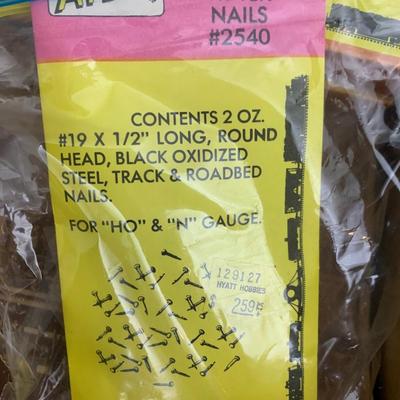 NAILS
#2540
CONTENTS 2 OZ.
#19 X 1/2" LONG, ROUND
HEAD, BLACK OXIDIZED
STEEL, TRACK & ROADBED
NAILS.
FOR "HO" & "N" GAUGE.
129127
HYATT HOBBIES
$ 259